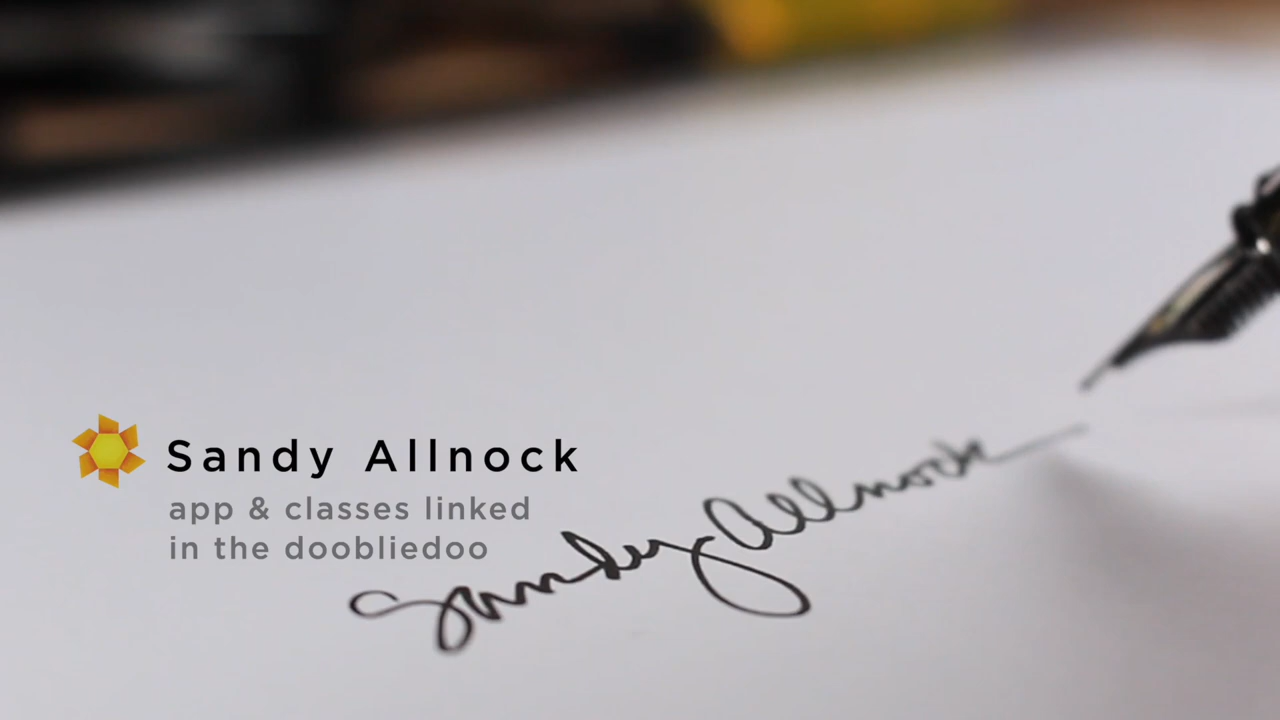 Sandy Allnock
app & classes linked
in the doobliedoo
Sandy Allnock